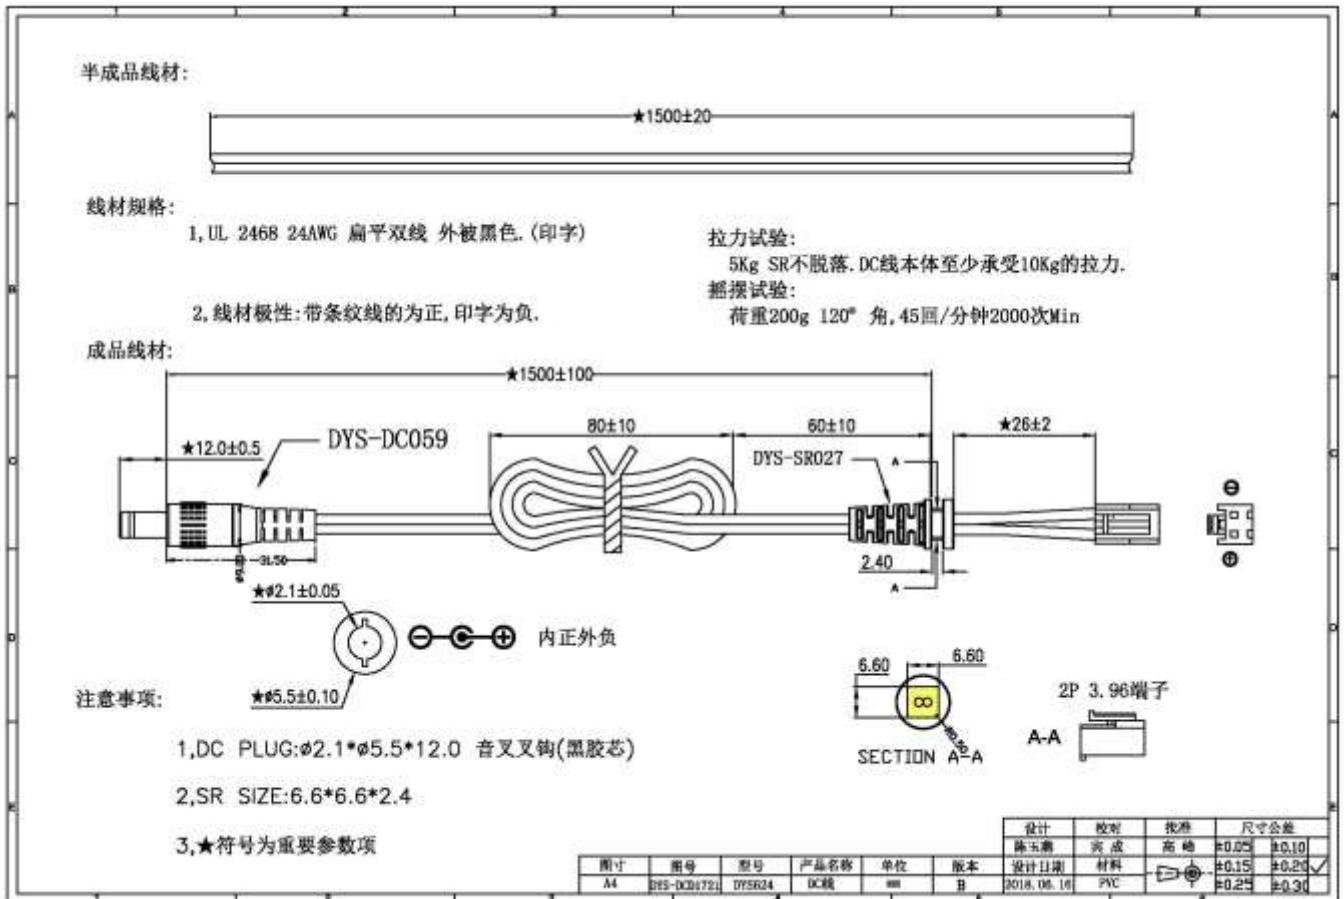 半成品线材:
★1500±20
线材规格:
1,UL 2468 24AWG 扁平双线 外被黑色.(印字)
2,线材极性:带条纹线的为正,印字为负.
拉力试验:
5Kg SR不脱落.DC线本体至少承受10Kg的拉力.
摇摆试验:
荷重200g 120° 角,45回/分钟2000次Min
成品线材:
★1500±100
★12.0±0.5
DYS-DC059
80±10
60±10
★26±2
DYS-SR027
A
2.40
A
31.50
★ø2.1±0.05
内正外负
★ø5.5±0.10
6.60
6.60
R0.50
SECTION A-A
2P 3.96端子
A-A
注意事项:
1,DC PLUG:ø2.1*ø5.5*12.0 音叉叉钩(黑胶芯)
2,SR SIZE:6.6*6.6*2.4
3,★符号为重要参数项
设计 校对 批准 尺寸公差
±0.05 ±0.10
图寸 图号 型号 产品名称 单位 版本 设计日期 材料 ±0.15 ±0.20
A4 DYS-DC01721 DYS624 DC线 mm B 2018.06.16 PVC ±0.25 ±0.30